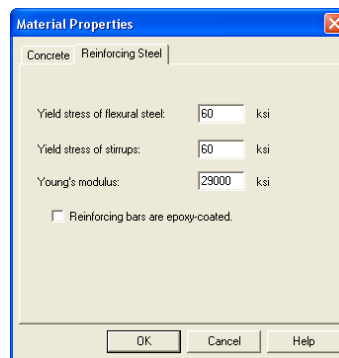 Material Properties
Concrete Reinforcing Steel
Yield stress of flexural steel: 60 ksi
Yield stress of stirrups: 60 ksi
Young's modulus: 29000 ksi
Reinforcing bars are epoxy-coated.
OK Cancel Help